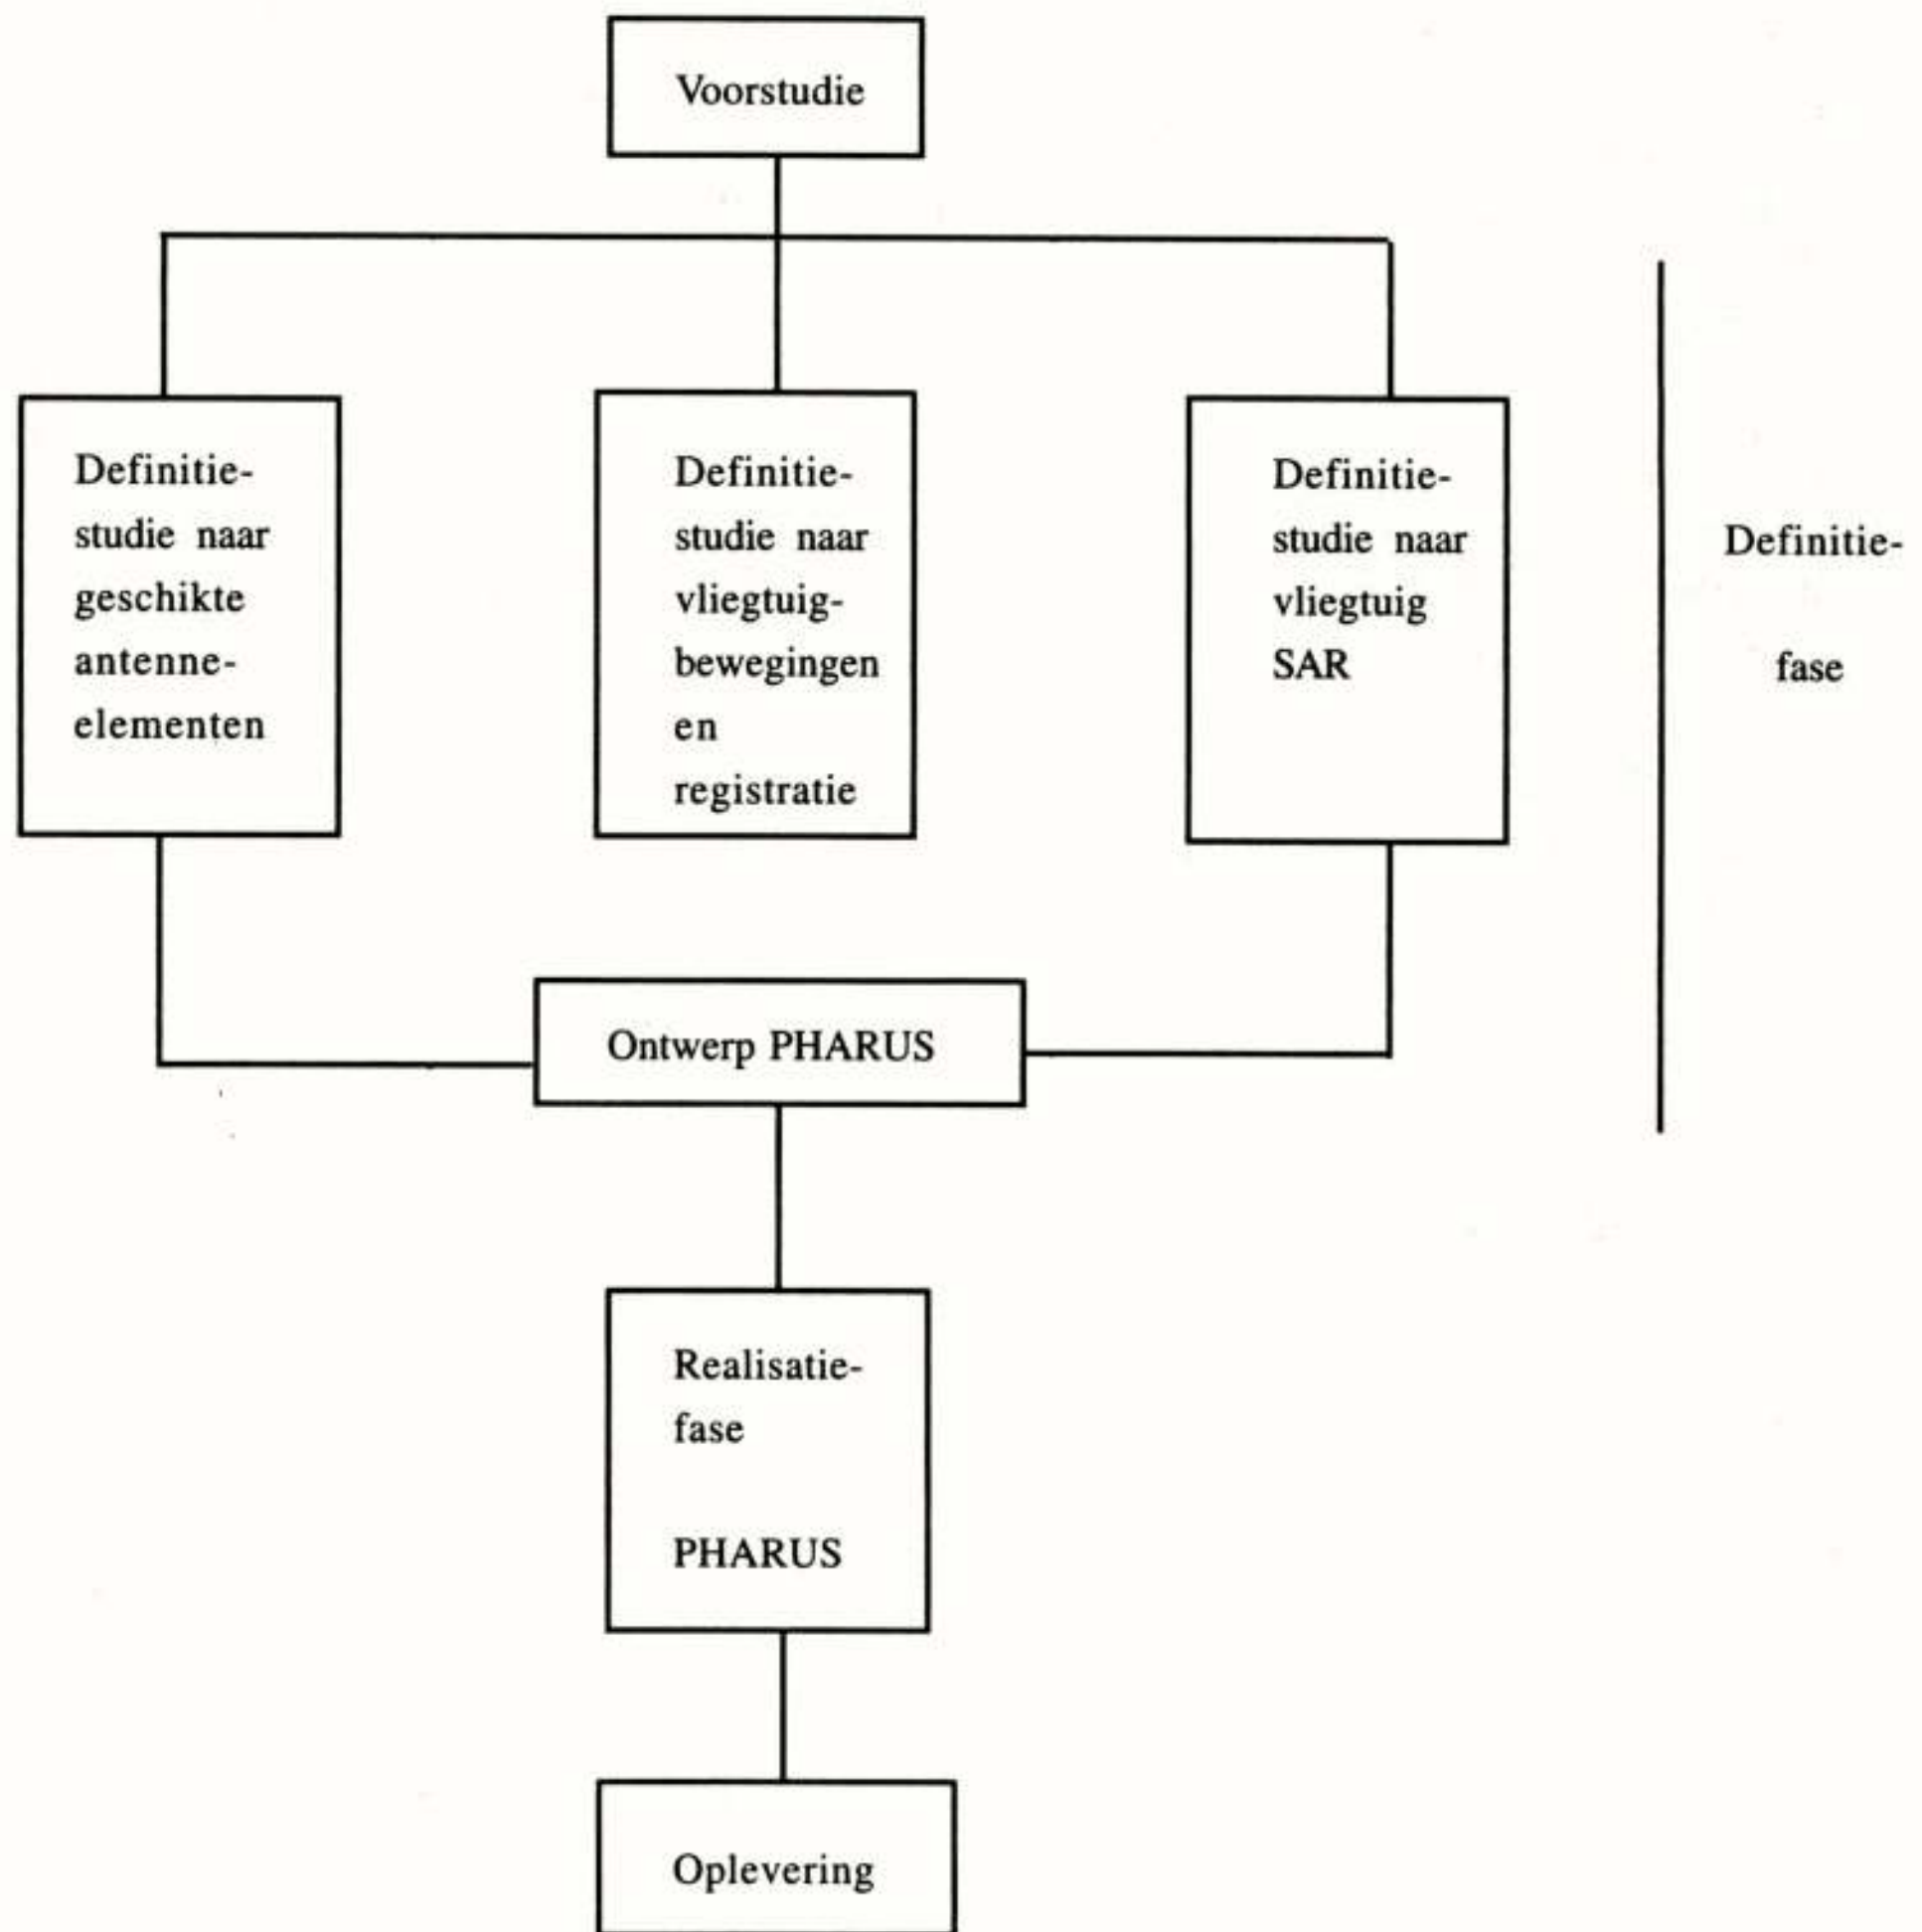 Voorstudie
Definitie-
studie naar
geschikte
antenne-
elementen
Definitie-
studie naar
vliegtuig-
bewegingen
en
registratie
Definitie-
studie naar
vliegtuig
SAR
Definitie-
fase
Ontwerp PHARUS
Realisatie-
fase
PHARUS
Oplevering